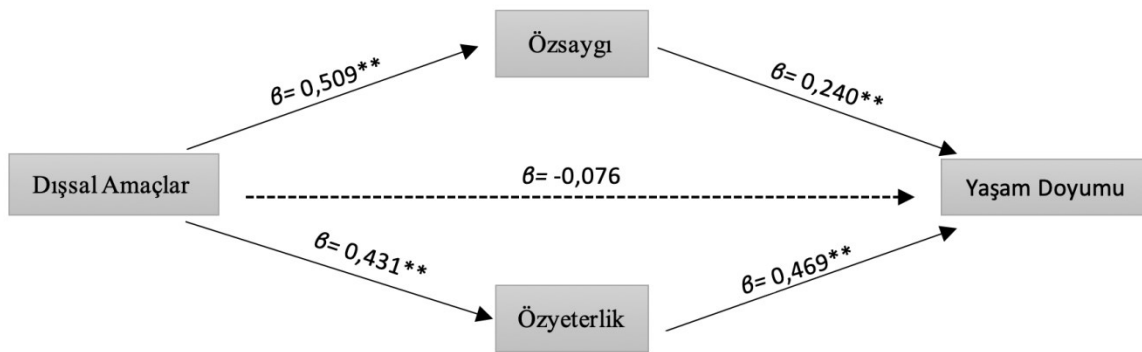 Özsaygı
β= 0,509**
β= 0,240**
Dışsal Amaçlar
β= -0,076
Yaşam Doyumu
β= 0,431**
β= 0,469**
Özyeterlik